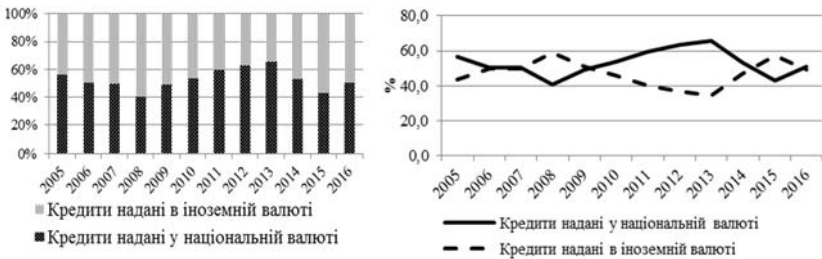 100%
80%
60%
40%
20%
0%
2005 2006 2007 2008 2009 2010 2011 2012 2013 2014 2015 2016
Кредити надані в іноземній валюті
Кредити надані у національній валюті
80,0
60,0
40,0
20,0
0,0
%
2005 2006 2007 2008 2009 2010 2011 2012 2013 2014 2015 2016
Кредити надані у національній валюті
Кредити надані в іноземній валюті